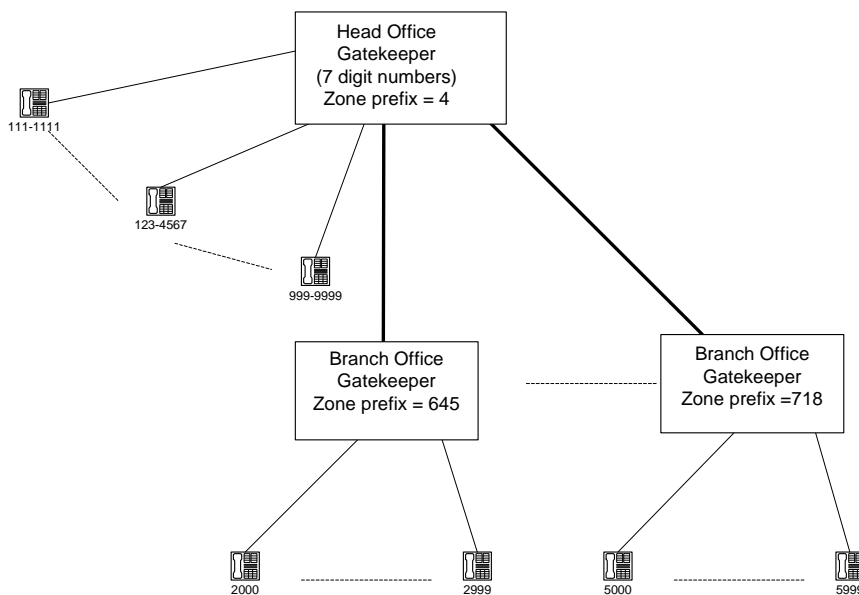 Head Office
Gatekeeper
(7 digit numbers)
Zone prefix = 4
111-1111
123-4567
999-9999
Branch Office
Gatekeeper
Zone prefix = 645
Branch Office
Gatekeeper
Zone prefix =718
2000
2999
5000
5999